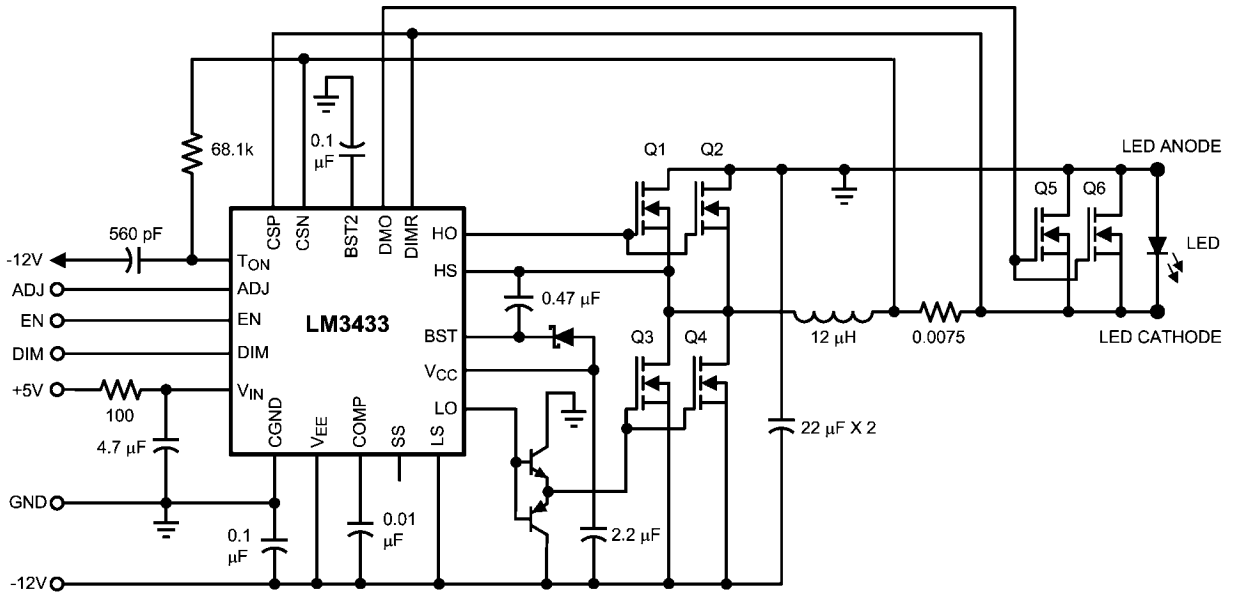 Q1
Q2
LED ANODE
Q5
Q6
LED
LED CATHODE
68.1k
0.1
µF
CSP
CSN
BST2
DMO
DIMR
560 pF
-12V
ADJ
EN
DIM
+5V
100
4.7 µF
TON
ADJ
EN
DIM
VIN
LM3433
HO
HS
BST
VCC
LO
CGND
VEE
COMP
SS
LS
0.47 µF
Q3
Q4
12 µH
0.0075
22 µF X 2
GND
0.1
µF
0.01
µF
2.2 µF
-12V